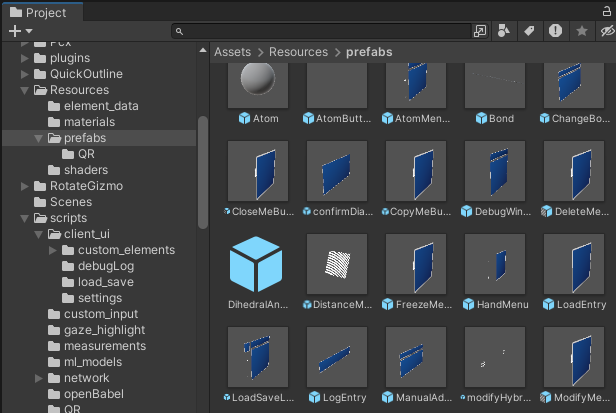 Project
Assets > Resources > prefabs
plugins
QuickOutline
Resources
element_data
materials
prefabs
QR
shaders
RotateGizmo
Scenes
scripts
client_ui
custom_elements
debugLog
load_save
settings
custom_input
gaze_highlight
measurements
ml_models
network
openBabel
QR
Atom
AtomButt...
AtomMen...
Bond
ChangeBo...
CloseMeBu...
confirmDia...
CopyMeBu...
DebugWin...
DeleteMe...
DihedralAn...
DistanceM...
FreezeMe...
HandMenu
LoadEntry
LoadSaveL...
LogEntry
ManualAd...
modifyHybr...
ModifyMe...